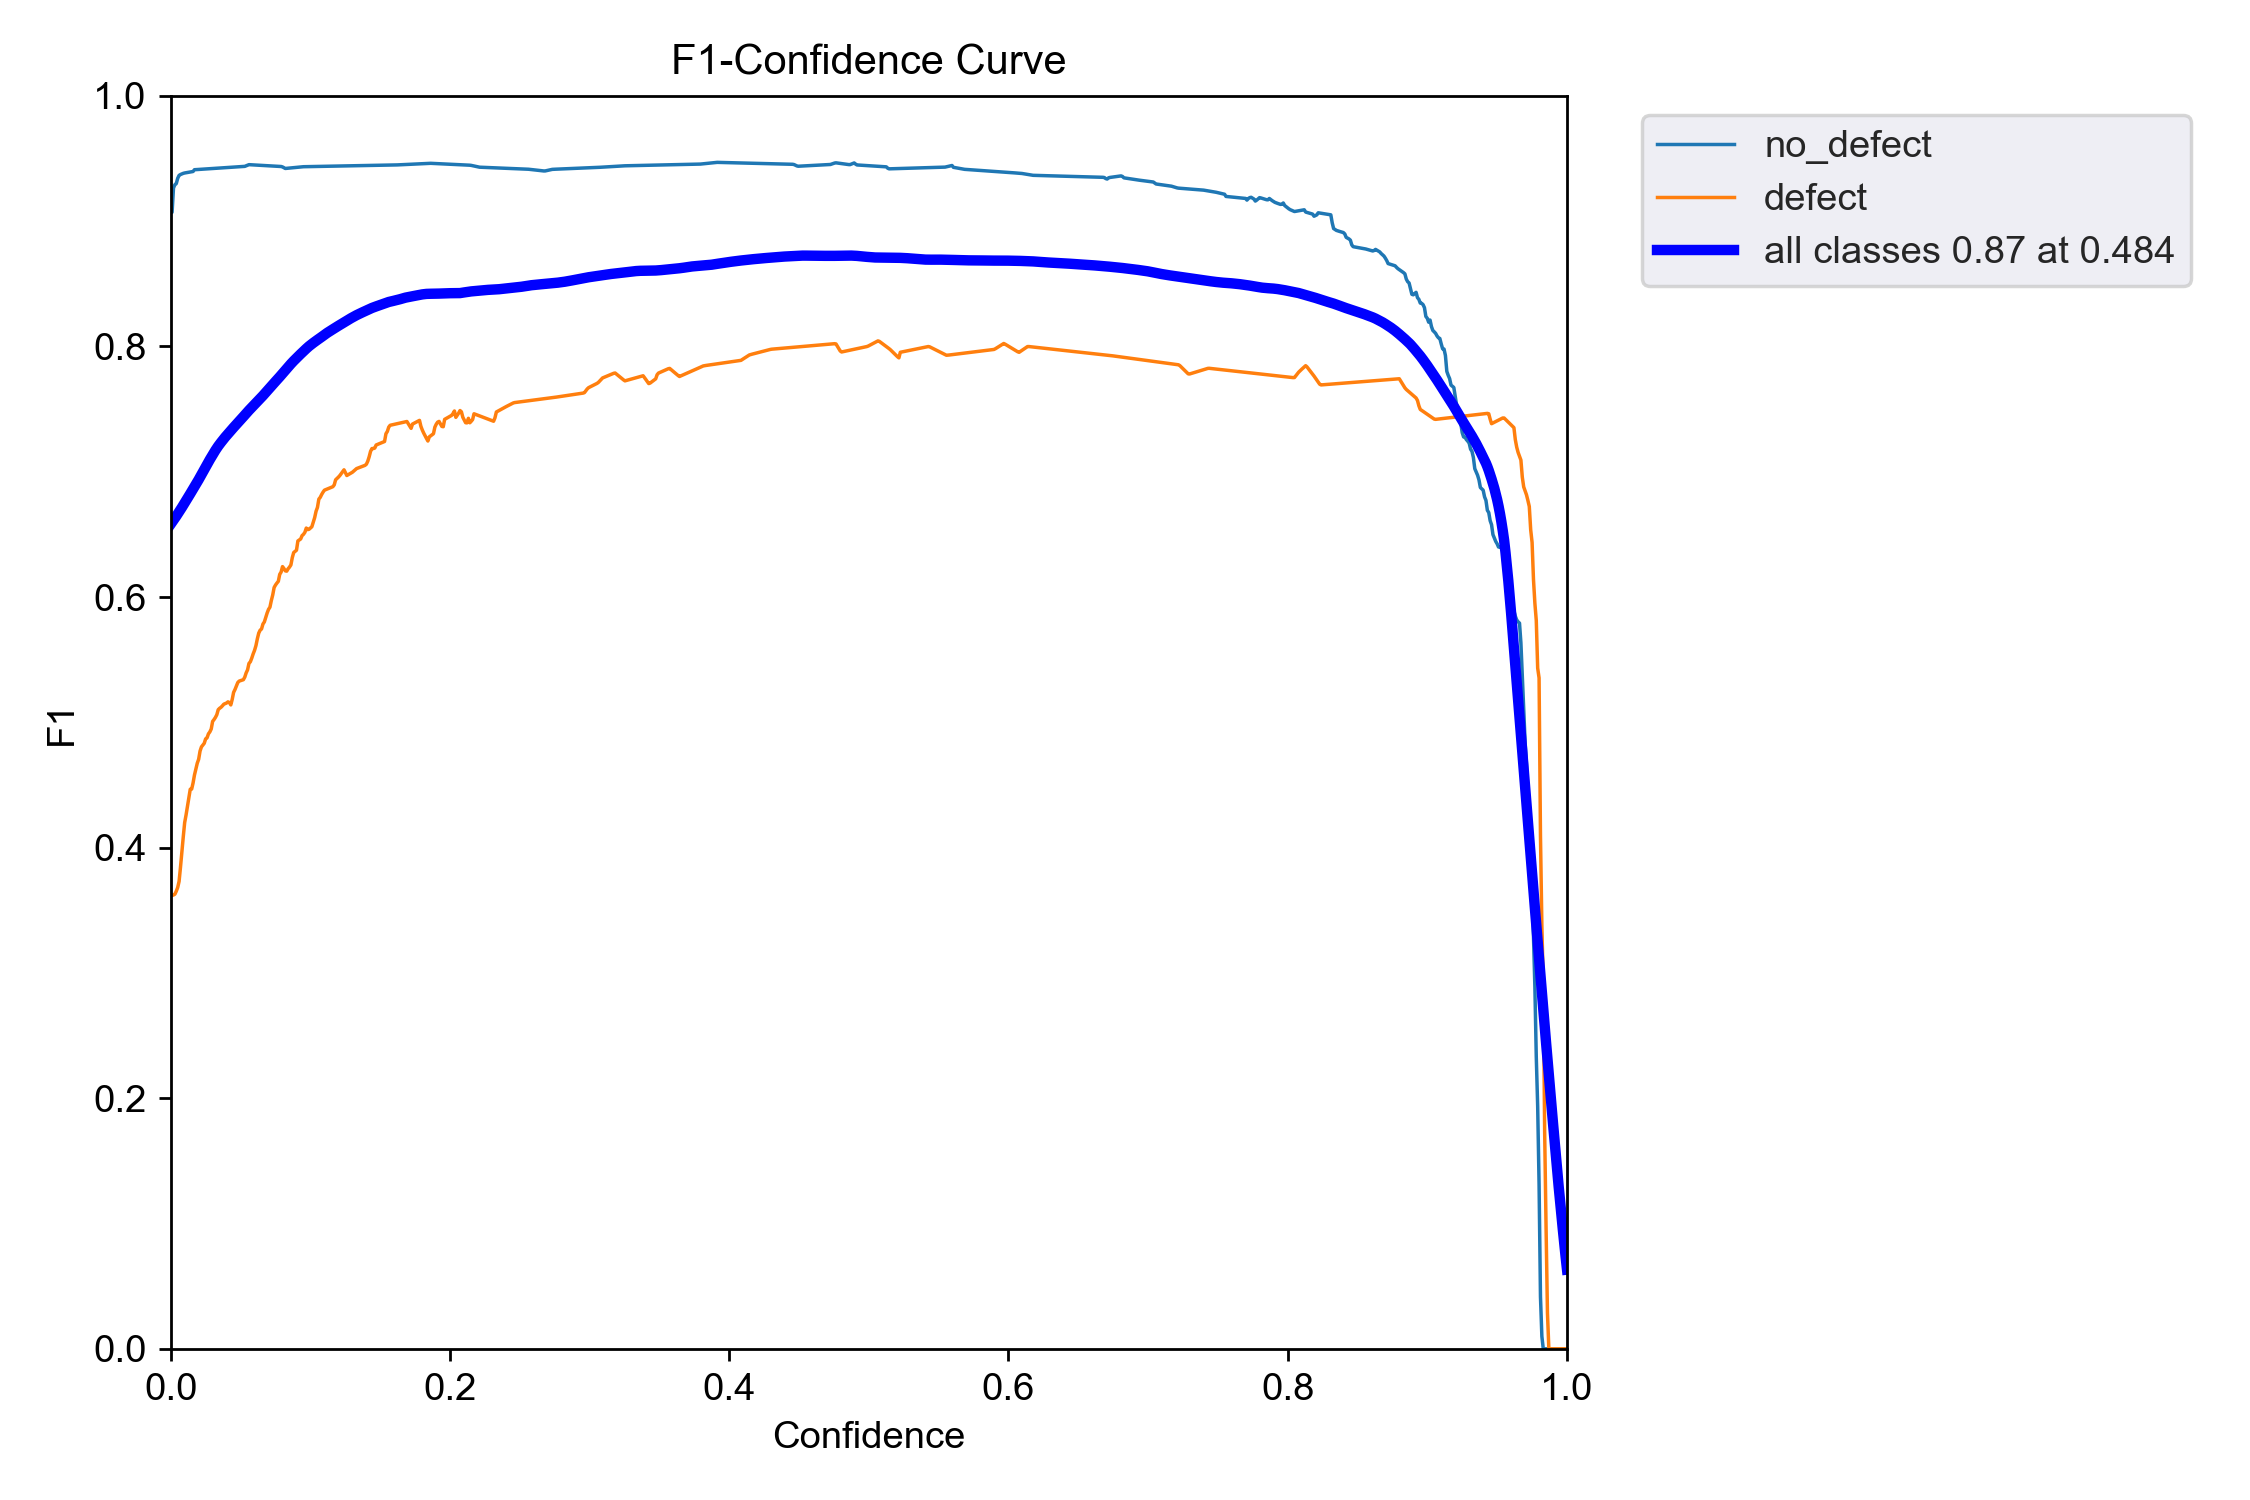 F1-Confidence Curve
1.0
0.8
0.6
0.4
0.2
0.0
F1
0.0 0.2 0.4 0.6 0.8 1.0
Confidence
no_defect
defect
all classes 0.87 at 0.484